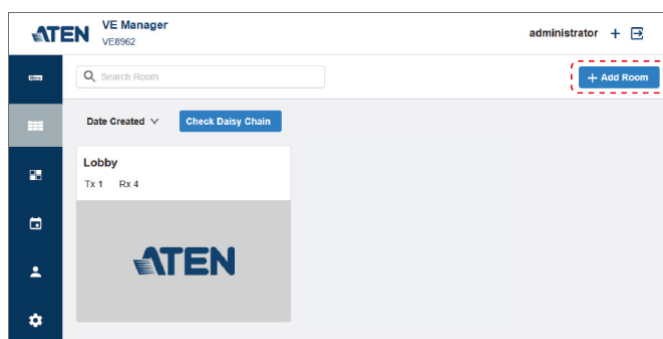 ATEN
VE Manager
VE8962
administrator
Search Room
+ Add Room
Date Created
Check Daisy Chain
Lobby
Tx 1 Rx 4
ATEN